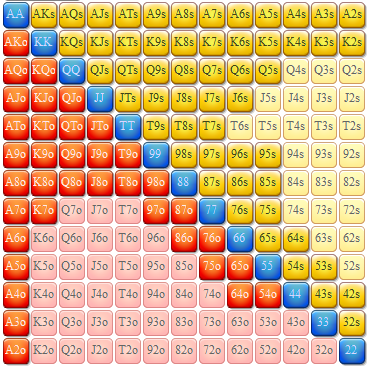 AA AKs AQs AJs ATs A9s A8s A7s A6s A5s A4s A3s A2s
AKo KK KQs KJs KTs K9s K8s K7s K6s K5s K4s K3s K2s
AQo KQo QQ QJs QTs Q9s Q8s Q7s Q6s Q5s Q4s Q3s Q2s
AJo KJo QJo JJ JTs J9s J8s J7s J6s J5s J4s J3s J2s
ATo KTo QTo JTo TT T9s T8s T7s T6s T5s T4s T3s T2s
A9o K9o Q9o J9o T9o 99 98s 97s 96s 95s 94s 93s 92s
A8o K8o Q8o J8o T8o 98o 88 87s 86s 85s 84s 83s 82s
A7o K7o Q7o J7o T7o 97o 87o 77 76s 75s 74s 73s 72s
A6o K6o Q6o J6o T6o 96o 86o 76o 66 65s 64s 63s 62s
A5o K5o Q5o J5o T5o 95o 85o 75o 65o 55 54s 53s 52s
A4o K4o Q4o J4o T4o 94o 84o 74o 64o 54o 44 43s 42s
A3o K3o Q3o J3o T3o 93o 83o 73o 63o 53o 43o 33 32s
A2o K2o Q2o J2o T2o 92o 82o 72o 62o 52o 42o 32o 22